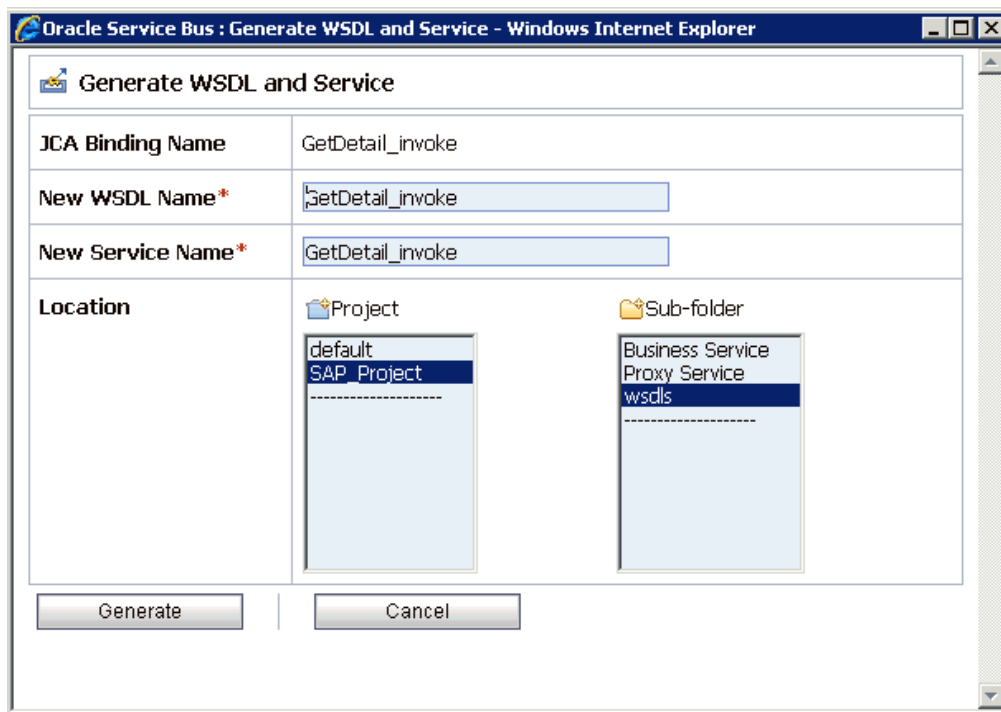 Oracle Service Bus : Generate WSDL and Service - Windows Internet Explorer
Generate WSDL and Service
JCA Binding Name GetDetail_invoke
New WSDL Name* GetDetail_invoke
New Service Name* GetDetail_invoke
Location Project Sub-folder
default Business Service
SAP_Project Proxy Service
-------------------- wsdls
--------------------
Generate Cancel